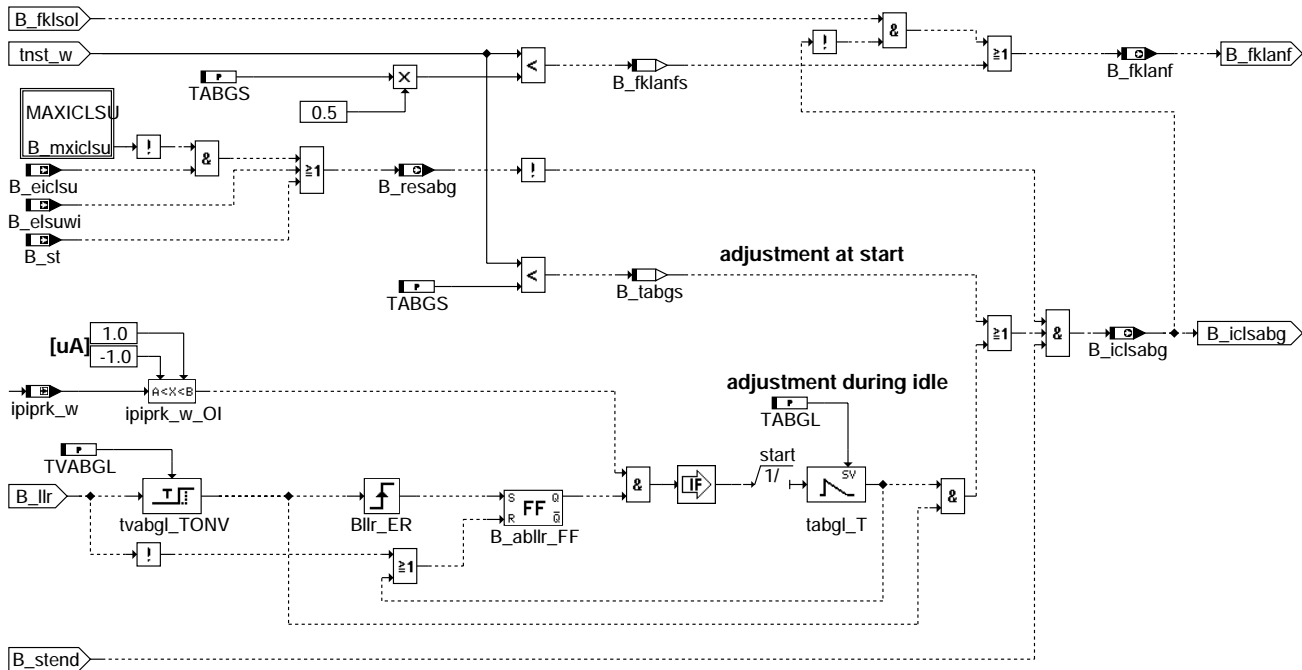 B_fklsol
tnst_w
&
!
≧1
B_fklanf
B_fklanf
<
B_fklanfs
P
TABGS
X
0.5
MAXICLSU
B_mxiclsu
!
&
B_eiclsu
B_elsuwi
B_st
≧1
B_resabg
!
adjustment at start
P
TABGS
<
B_tabgs
≧1
&
B_iclsabg
B_iclsabg
[uA]
1.0
-1.0
A<X<B
ipiprk_w
ipiprk_w_OI
adjustment during idle
P
TABGL
P
TVABGL
B_llr
T
tvabgl_TONV
Bllr_ER
S Q
FF
R Q̅
B_abllr_FF
&
IF
start
1/
SV
tabgl_T
&
!
≧1
B_stend